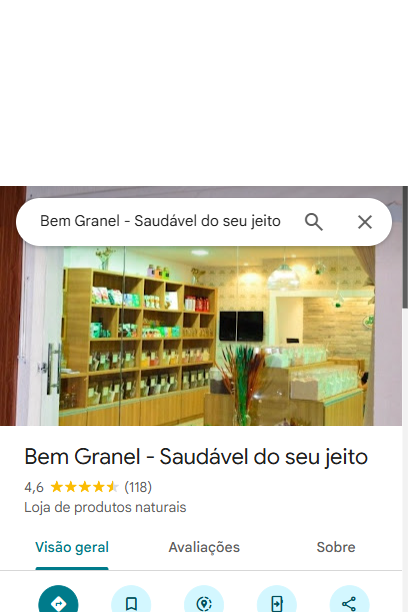 Bem Granel - Saudável do seu jeito
Bem Granel - Saudável do seu jeito
4,6 (118)
Loja de produtos naturais
Visão geral Avaliações Sobre